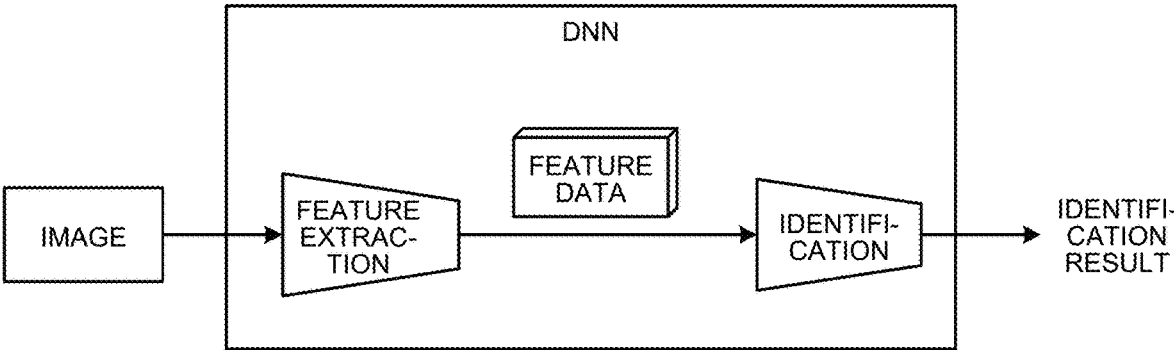 DNN
IMAGE
FEATURE
EXTRAC-
TION
FEATURE
DATA
IDENTIFI-
CATION
IDENTIFI-
CATION
RESULT